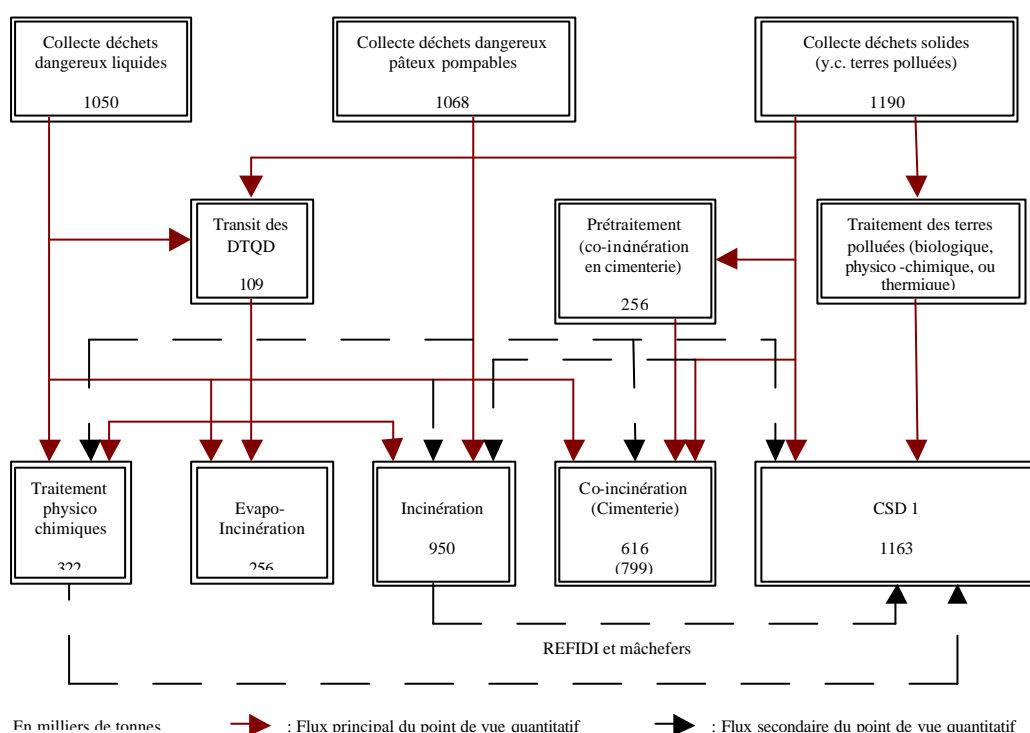 Collecte déchets
dangereux liquides
1050
Collecte déchets dangereux
pâteux pompables
1068
Collecte déchets solides
(y.c. terres polluées)
1190
Transit des
DTQD
109
Prétraitement
(co-incinération
en cimenterie)
256
Traitement des terres
polluées (biologique,
physico-chimique, ou
thermique)
Traitement
physico
chimiques
322
Evapo-
Incinération
256
Incinération
950
Co-incinération
(Cimenterie)
616
(799)
CSD 1
1163
REFIDI et mâchefers
En milliers de tonnes
: Flux principal du point de vue quantitatif
: Flux secondaire du point de vue quantitatif